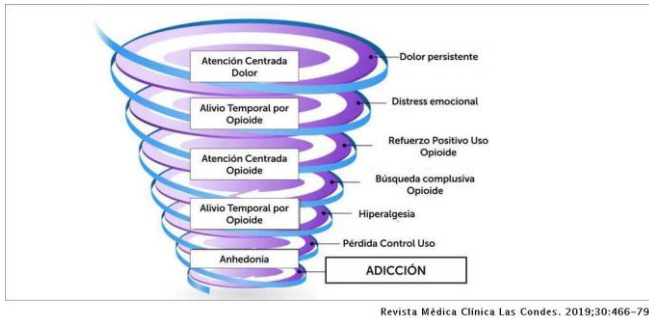 Atención Centrada
Dolor
Dolor persistente
Alivio Temporal por
Opioide
Distress emocional
Refuerzo Positivo Uso
Opioide
Atención Centrada
Opioide
Búsqueda complusiva
Opioide
Alivio Temporal por
Opioide
Hiperalgesia
Pérdida Control Uso
Anhedonia
ADICCIÓN
Revista Médica Clínica Las Condes. 2019;30:466-79